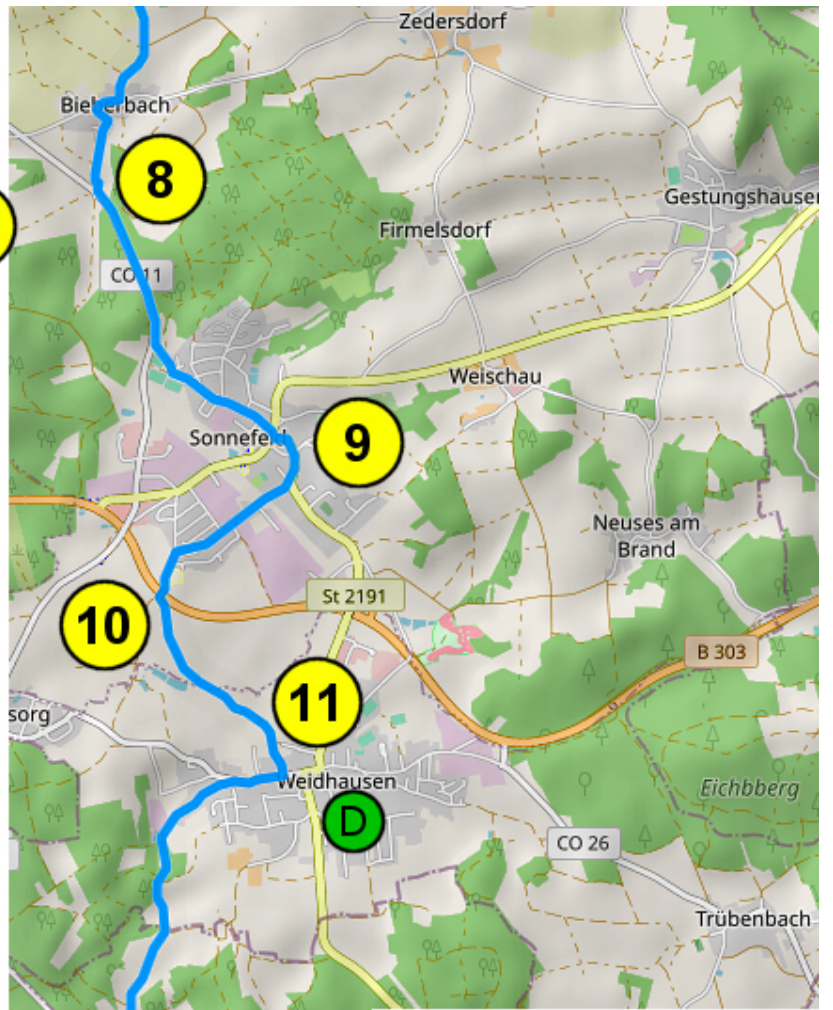 Zedersdorf
Bieberbach
8
Gestungshausen
Firmelsdorf
CO 11
Weischau
Sonnefeld
9
Neuses am
Brand
St 2191
10
B 303
11
sorg
Weidhausen
Eichbberg
D
CO 26
Trübenbach